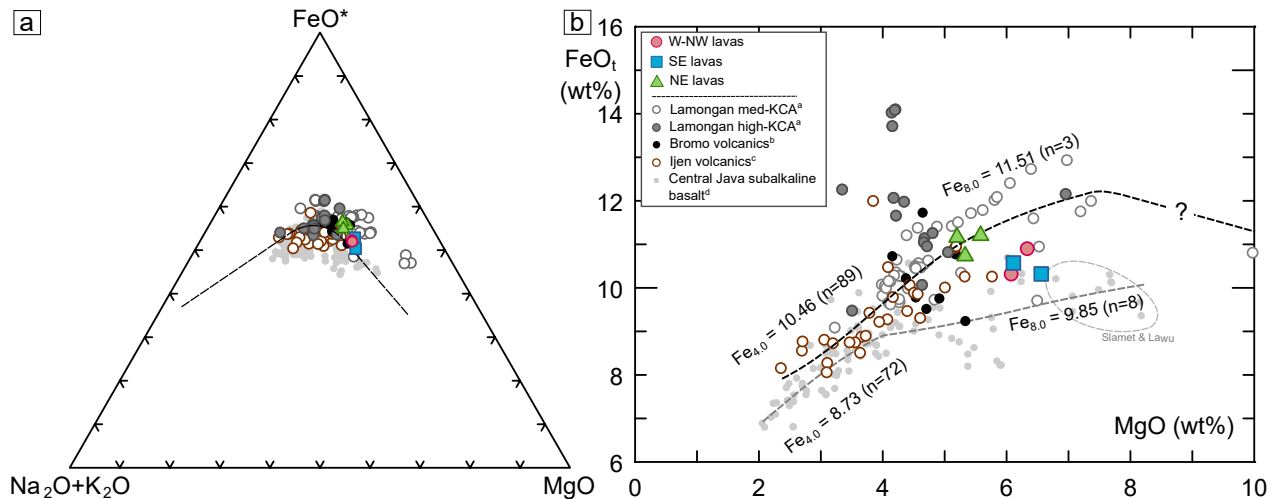 a
FeO*
Na₂O+K₂O
MgO
b
FeOₜ
(wt%)
16
14
12
10
8
6
W-NW lavas
SE lavas
NE lavas
Lamongan med-KCAᵃ
Lamongan high-KCAᵃ
Bromo volcanicsᵇ
Ijen volcanicsᶜ
Central Java subalkaline
basaltᵈ
Fe₈.₀ = 11.51 (n=3)
?
Fe₄.₀ = 10.46 (n=89)
Fe₈.₀ = 9.85 (n=8)
Slamet & Lawu
Fe₄.₀ = 8.73 (n=72)
MgO (wt%)
0
2
4
6
8
10